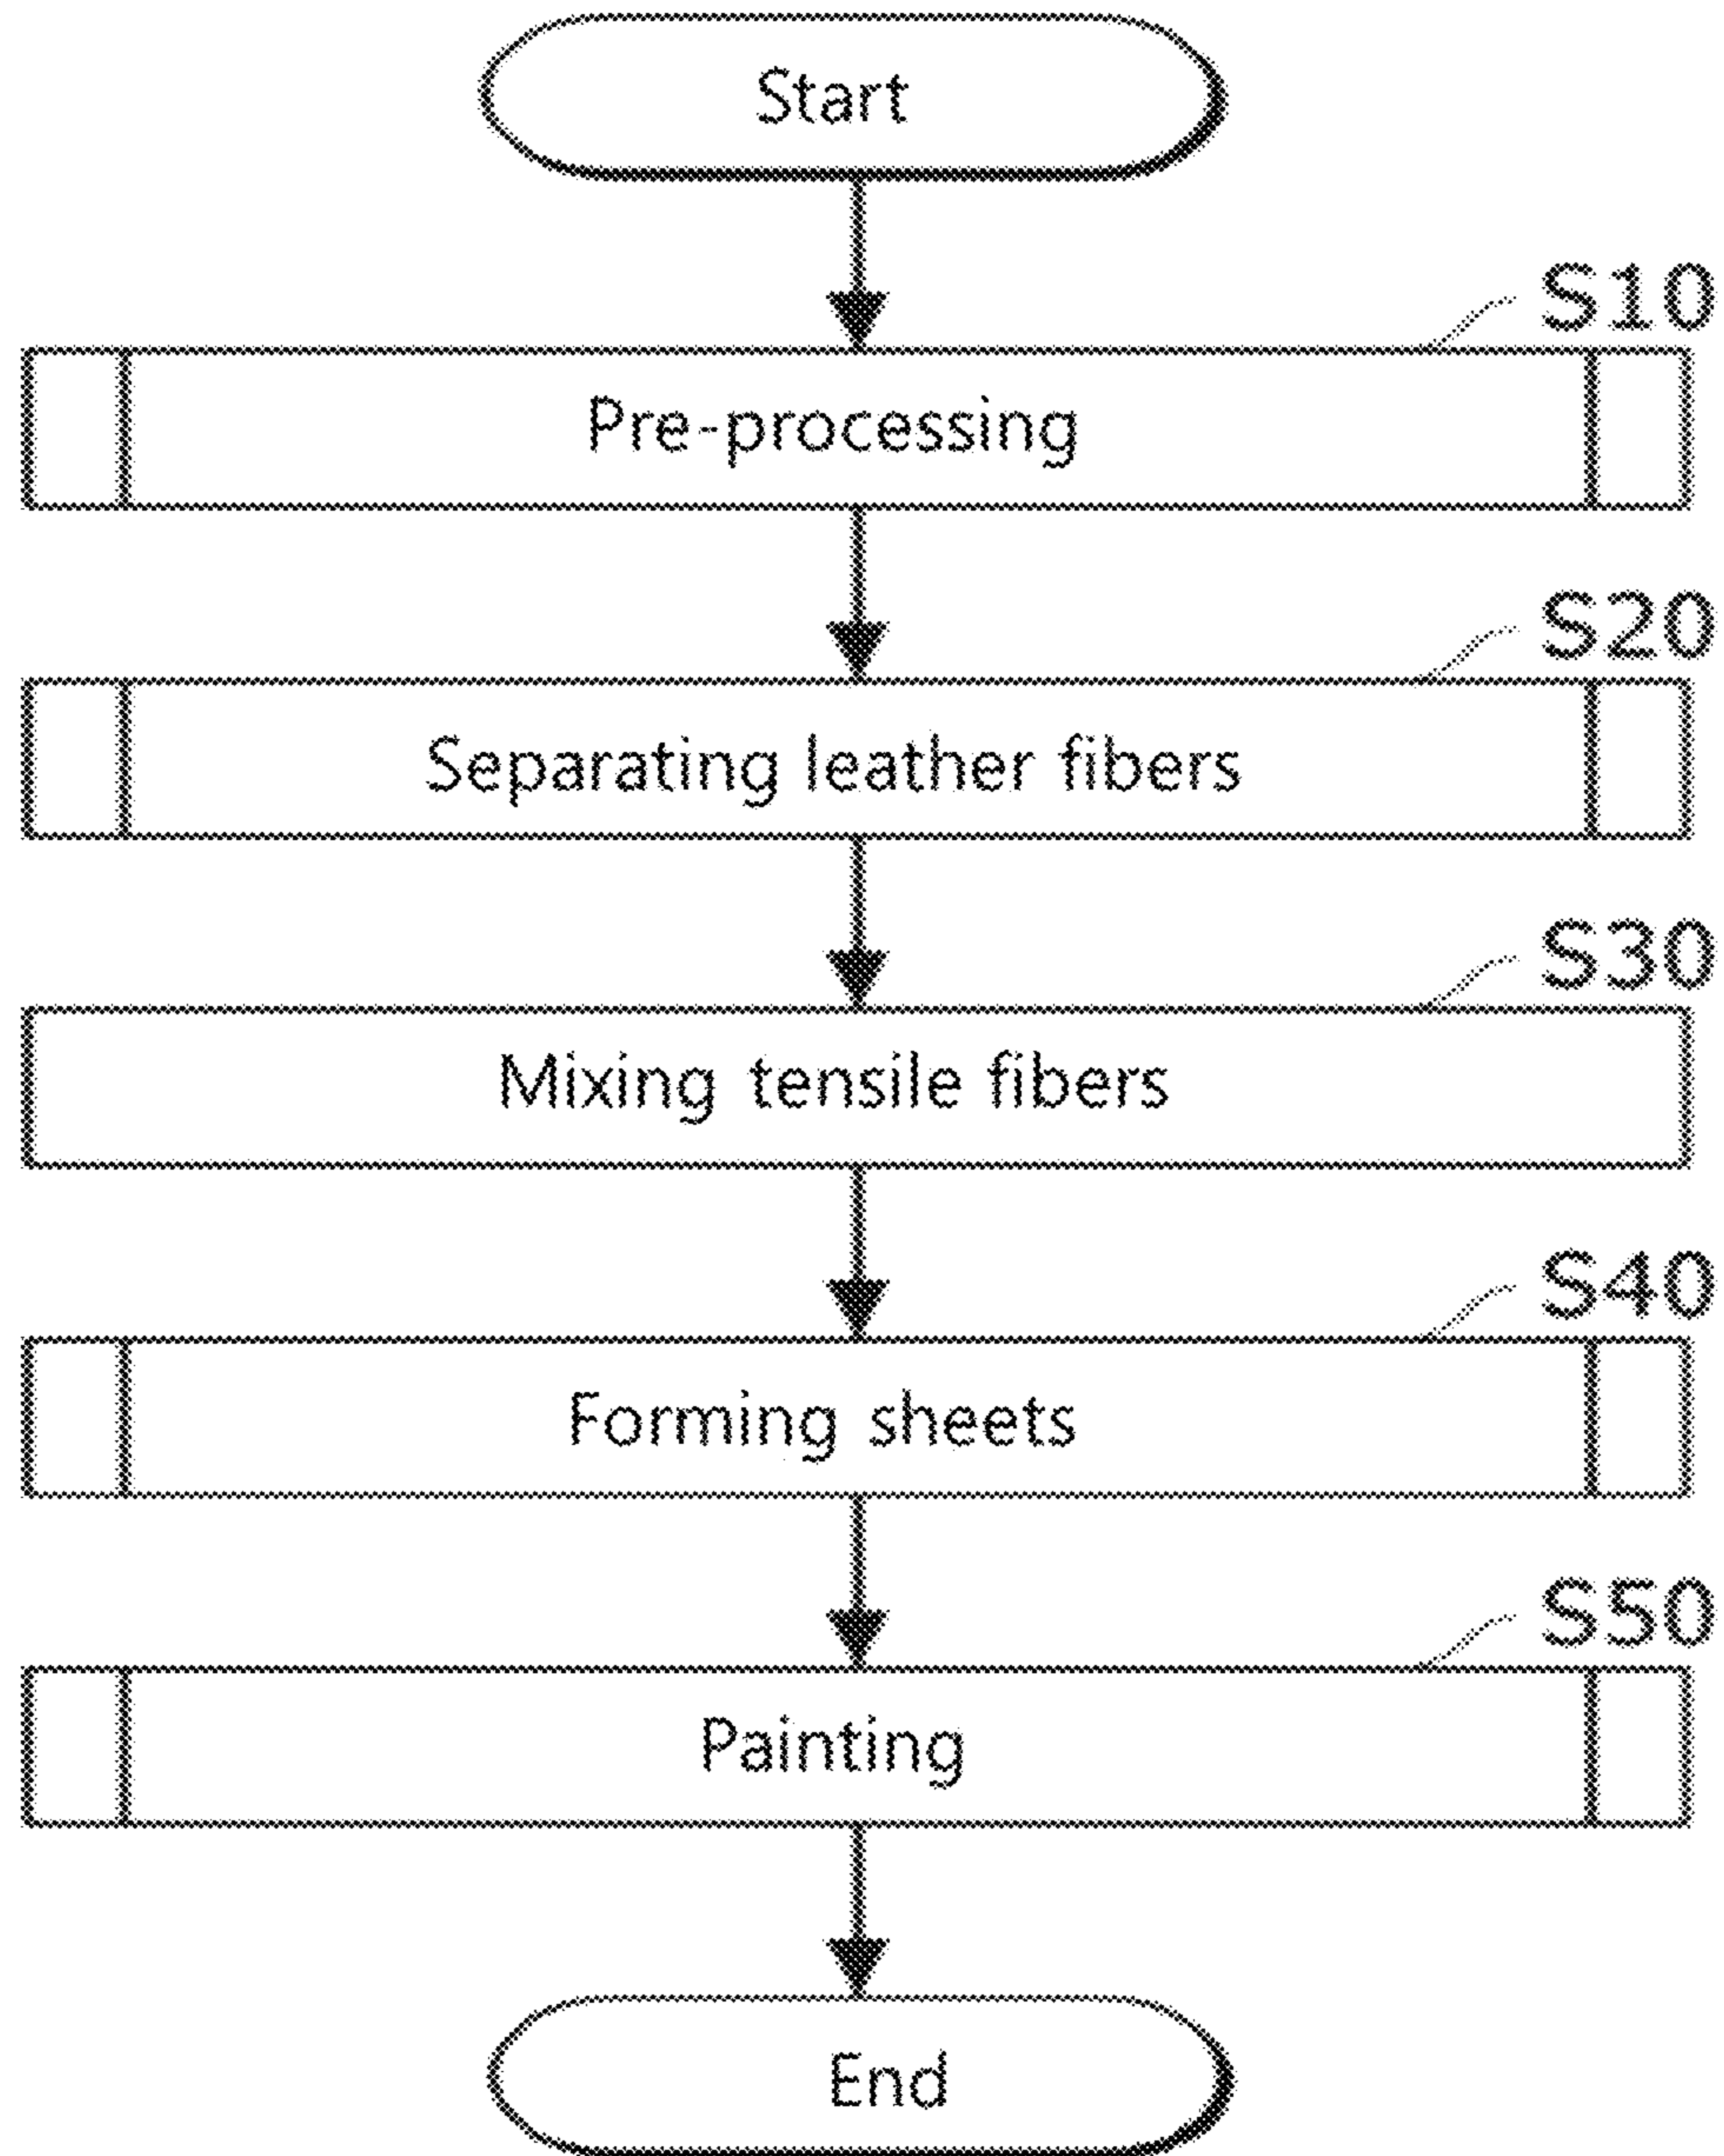 Start
S10
Pre-processing
S20
Separating leather fibers
S30
Mixing tensile fibers
S40
Forming sheets
S50
Painting
End